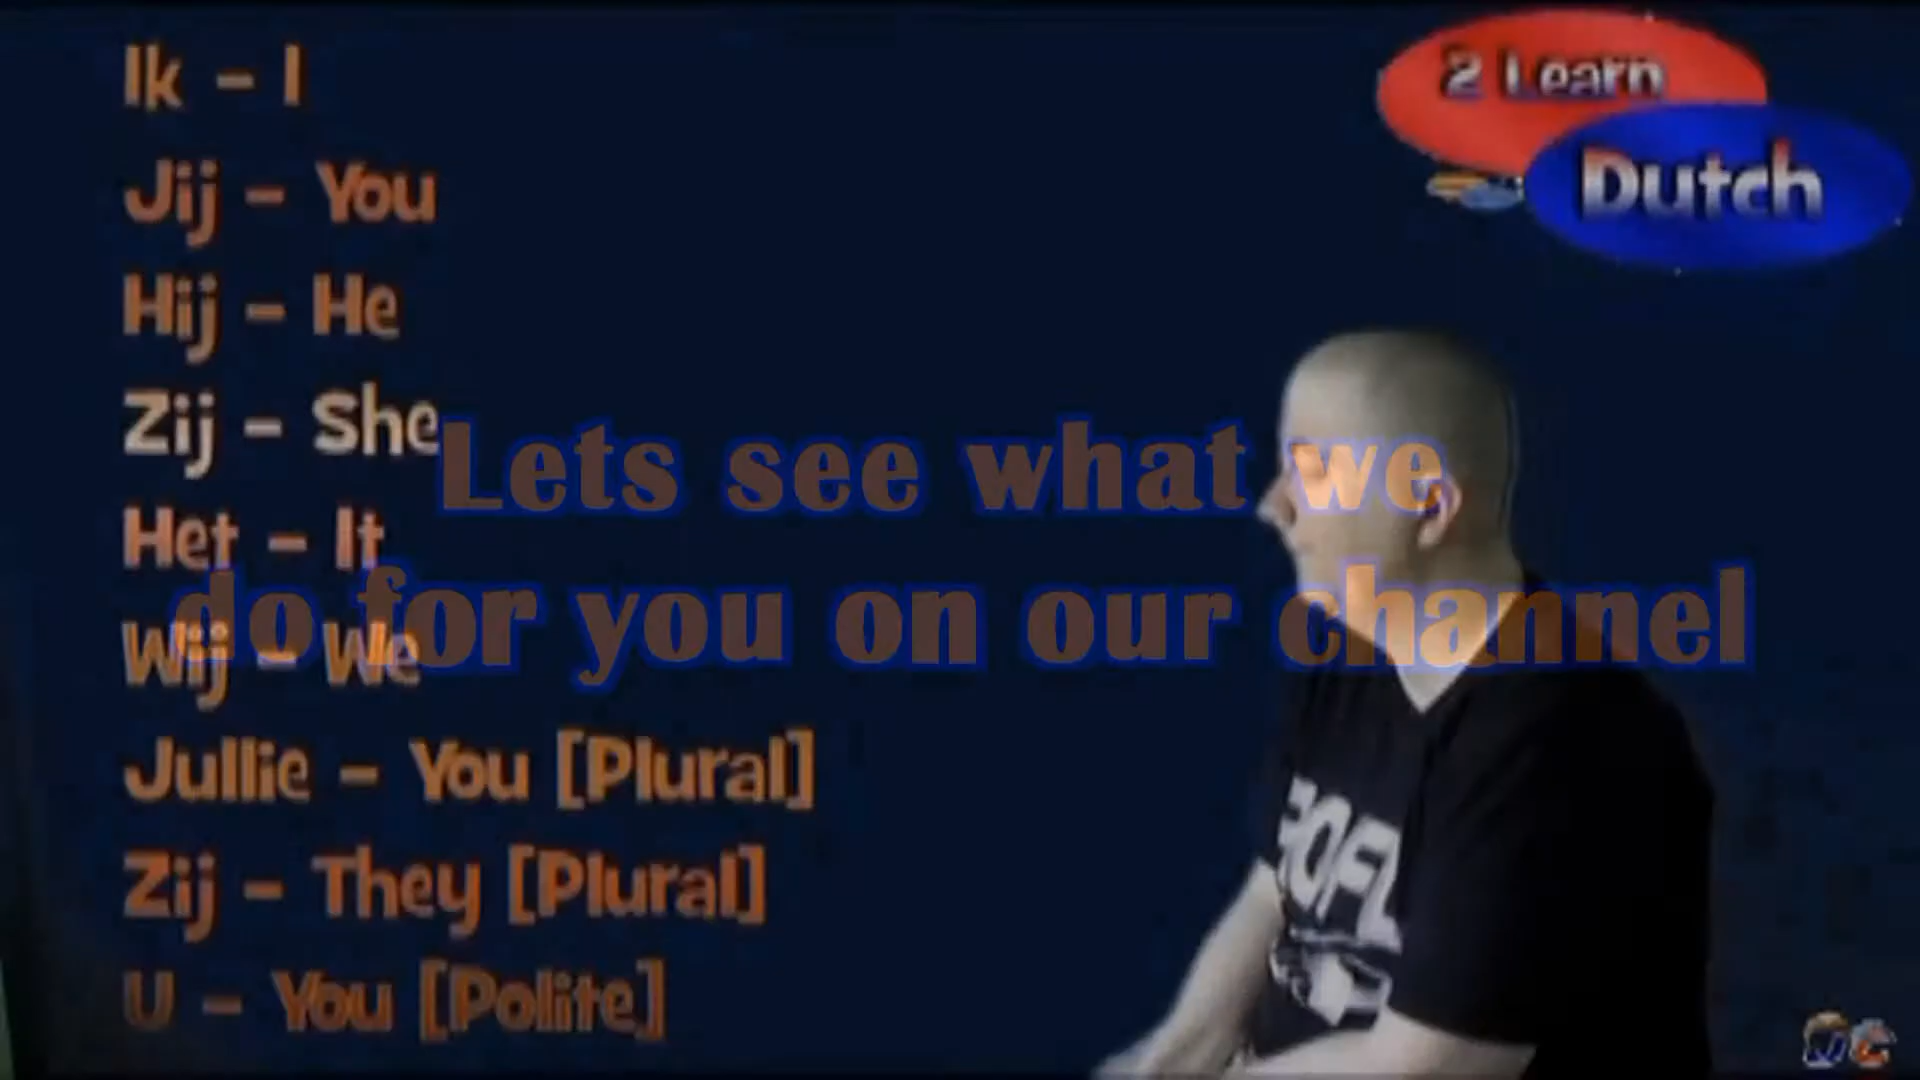 Ik - I
Jij - You
Hij - He
Zij - She
Het - It
Wij - We
Jullie - You [Plural]
Zij - They [Plural]
U - You [Polite]
2 Learn
Dutch
Lets see what we
do for you on our channel
ROFL